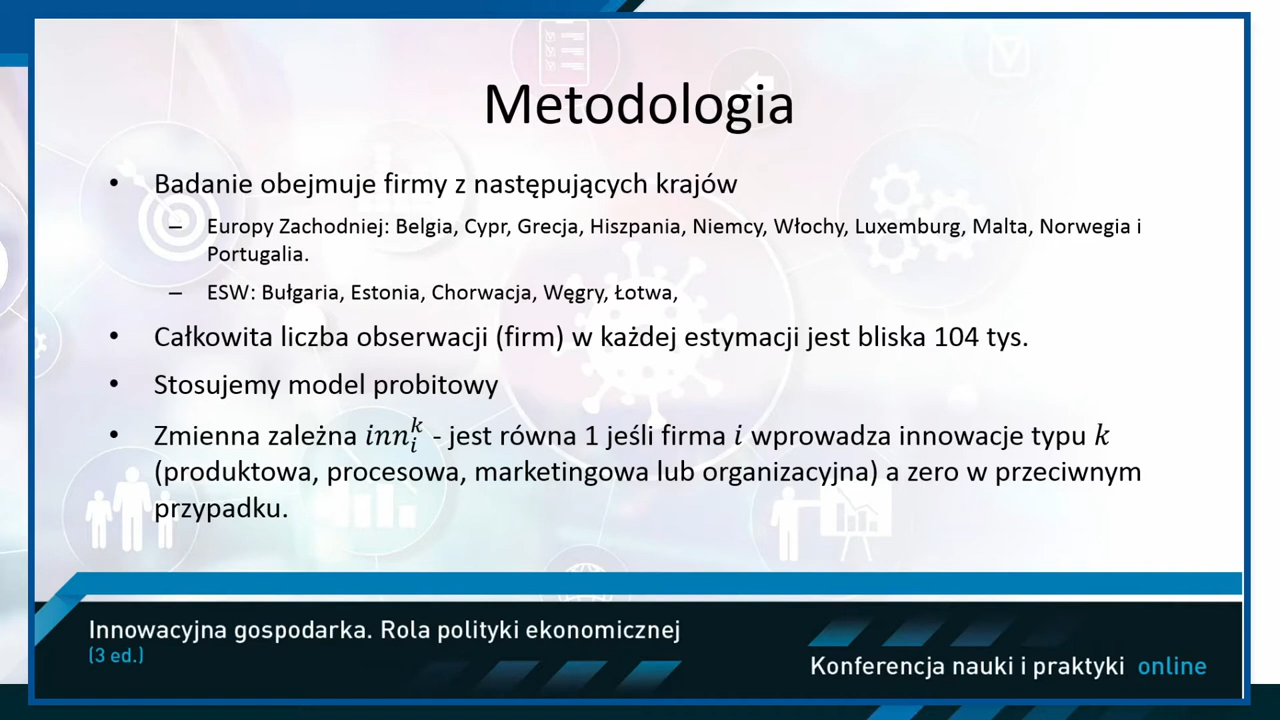 Metodologia
• Badanie obejmuje firmy z następujących krajów
– Europy Zachodniej: Belgia, Cypr, Grecja, Hiszpania, Niemcy, Włochy, Luxemburg, Malta, Norwegia i
Portugalia.
– ESW: Bułgaria, Estonia, Chorwacja, Węgry, Łotwa,
• Całkowita liczba obserwacji (firm) w każdej estymacji jest bliska 104 tys.
• Stosujemy model probitowy
• Zmienna zależna $inn_i^k$ - jest równa 1 jeśli firma $i$ wprowadza innowacje typu $k$
(produktowa, procesowa, marketingowa lub organizacyjna) a zero w przeciwnym
przypadku.
Innowacyjna gospodarka. Rola polityki ekonomicznej
(3 ed.)
Konferencja nauki i praktyki online